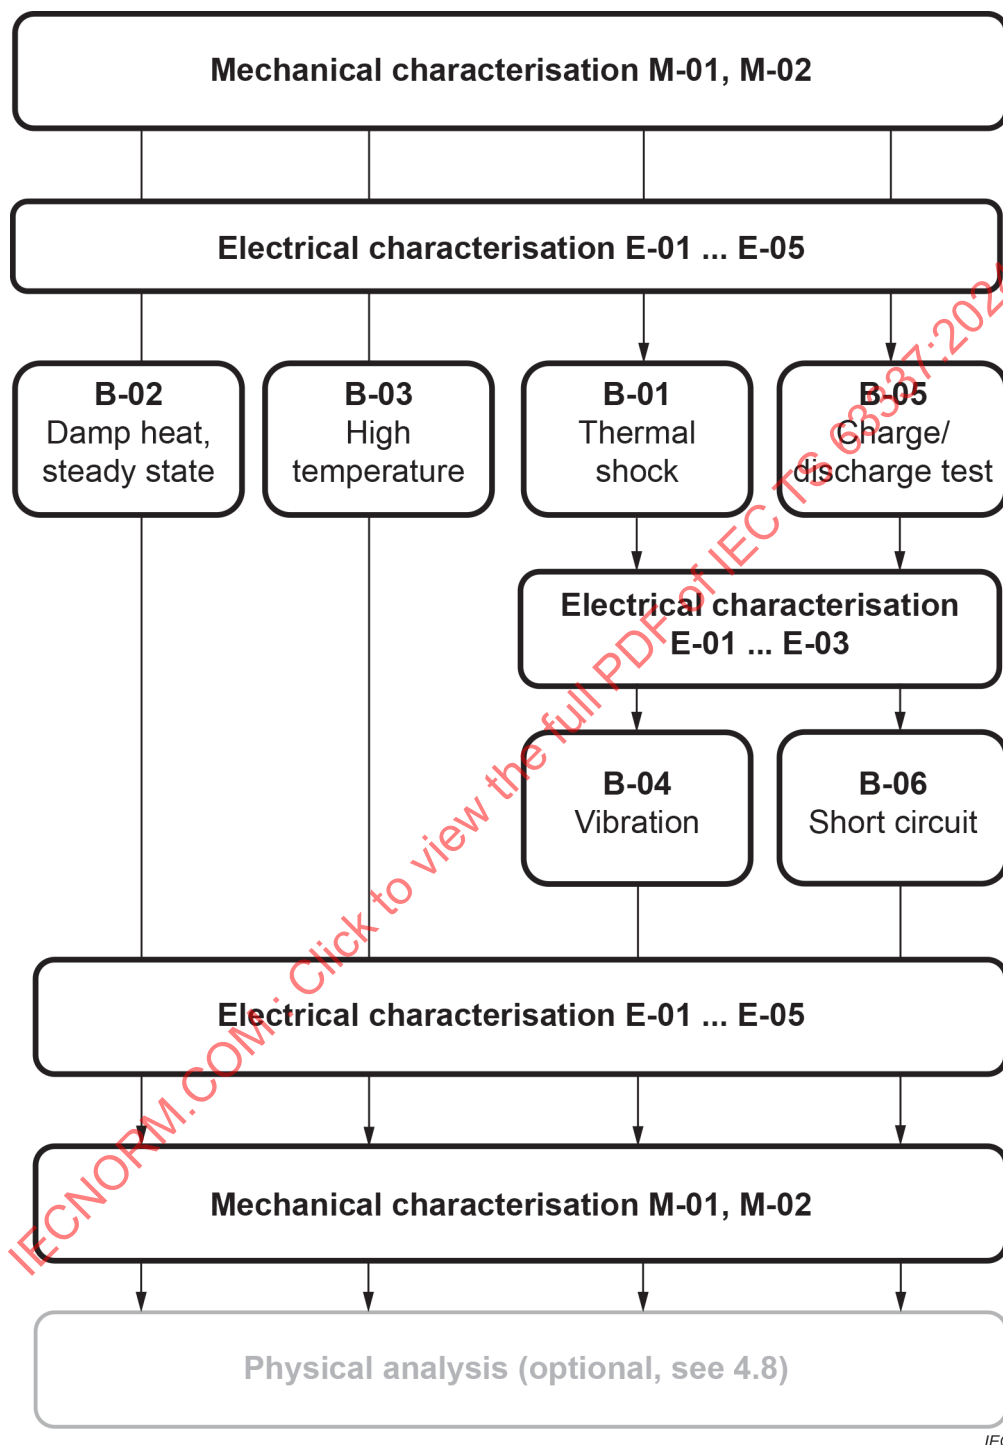 Mechanical characterisation M-01, M-02
Electrical characterisation E-01 ... E-05
B-02
Damp heat,
steady state
B-03
High
temperature
B-01
Thermal
shock
B-05
Charge/
discharge test
Electrical characterisation
E-01 ... E-03
B-04
Vibration
B-06
Short circuit
Electrical characterisation E-01 ... E-05
Mechanical characterisation M-01, M-02
Physical analysis (optional, see 4.8)
IEC
IECNORM.COM : Click to view the full PDF of IEC TS 63337:2024